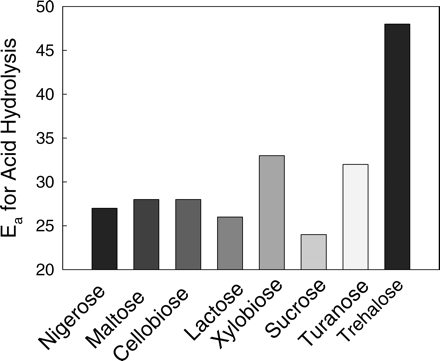 50
45
40
35
30
25
20
Ea for Acid Hydrolysis
Nigerose
Maltose
Cellobiose
Lactose
Xylobiose
Sucrose
Turanose
Trehalose